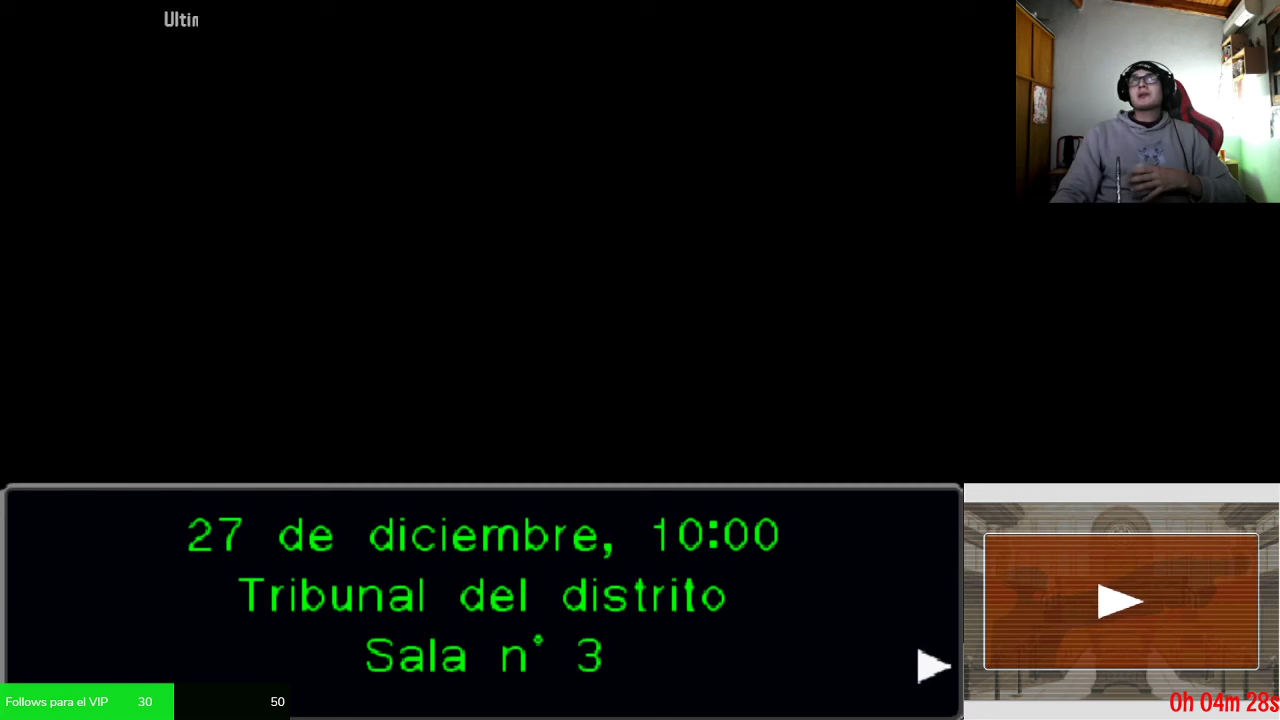 Ultin
27 de diciembre, 10:00
Tribunal del distrito
Sala n° 3
Follows para el VIP 30 50
0h 04m 28s